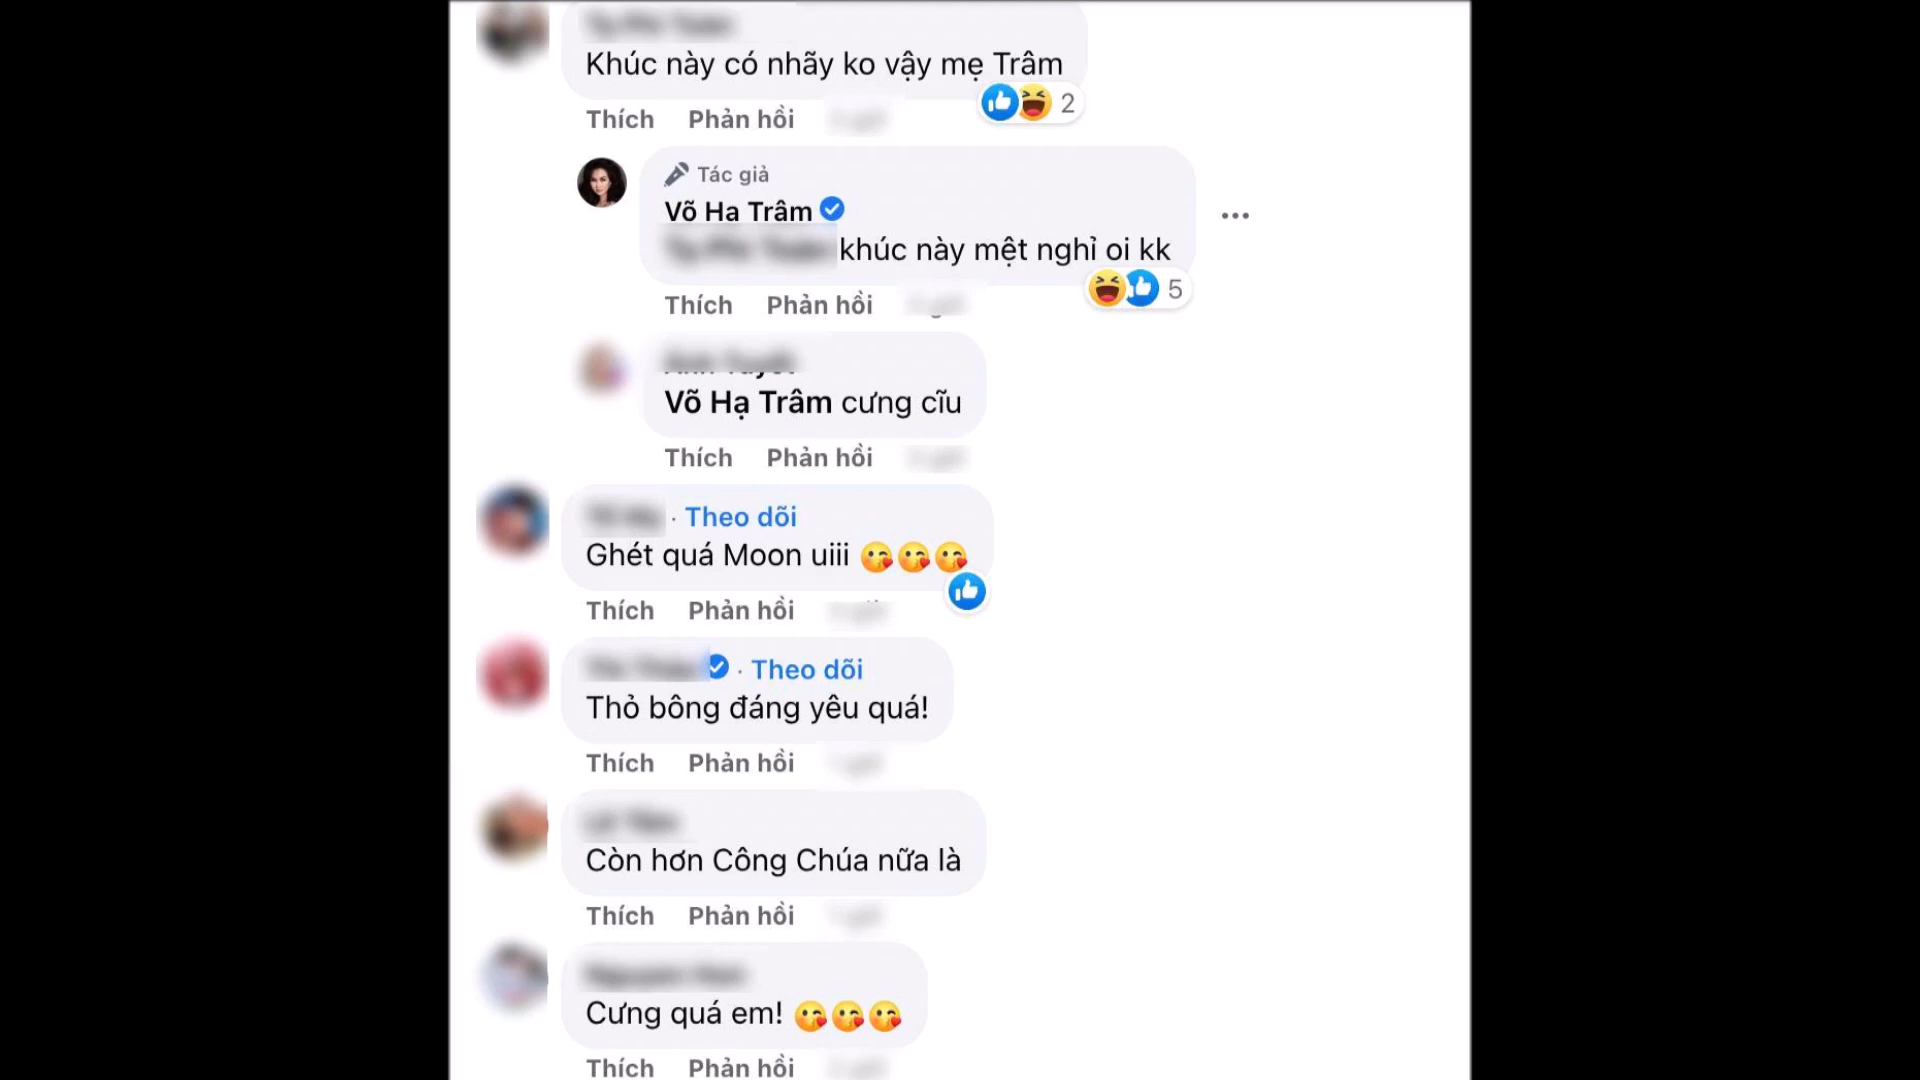 Khúc này có nhãy ko vậy mẹ Trâm
Thích Phản hồi
2
Tác giả
Võ Hạ Trâm
khúc này mệt nghỉ oi kk
Thích Phản hồi
5
Võ Hạ Trâm cưng cĩu
Thích Phản hồi
· Theo dõi
Ghét quá Moon uiii 😘😘😘
Thích Phản hồi
· Theo dõi
Thỏ bông đáng yêu quá!
Thích Phản hồi
Còn hơn Công Chúa nữa là
Thích Phản hồi
Cưng quá em! 😘😘😘
Thích Phản hồi